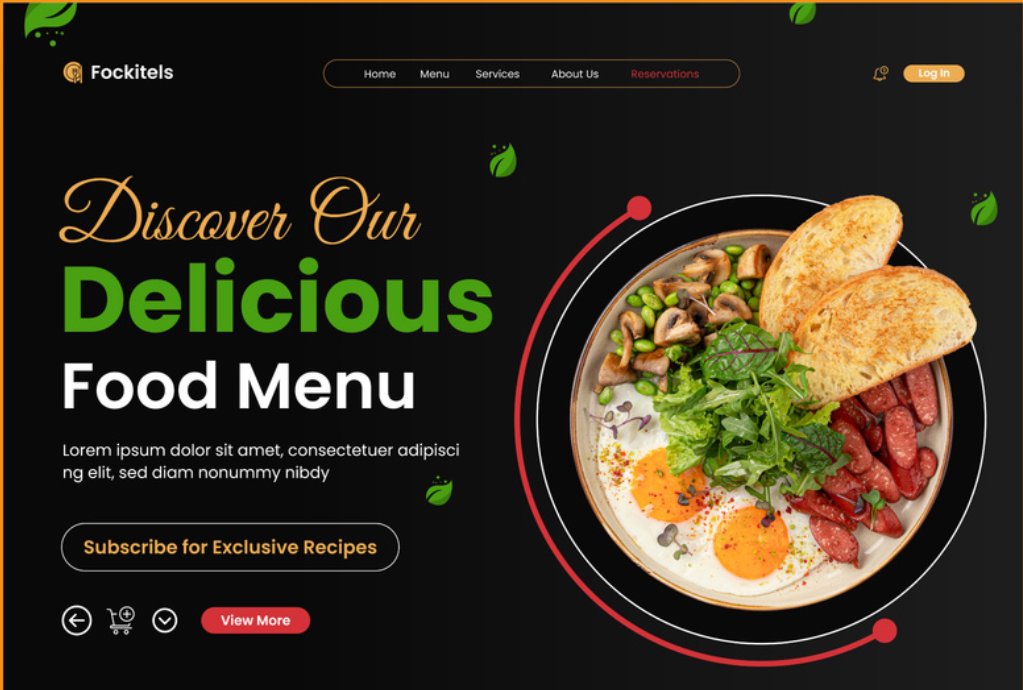 Fockitels
Home Menu Services About Us Reservations
Log In
Discover Our
Delicious
Food Menu
Lorem ipsum dolor sit amet, consectetuer adipisci
ng elit, sed diam nonummy nibdy
Subscribe for Exclusive Recipes
View More